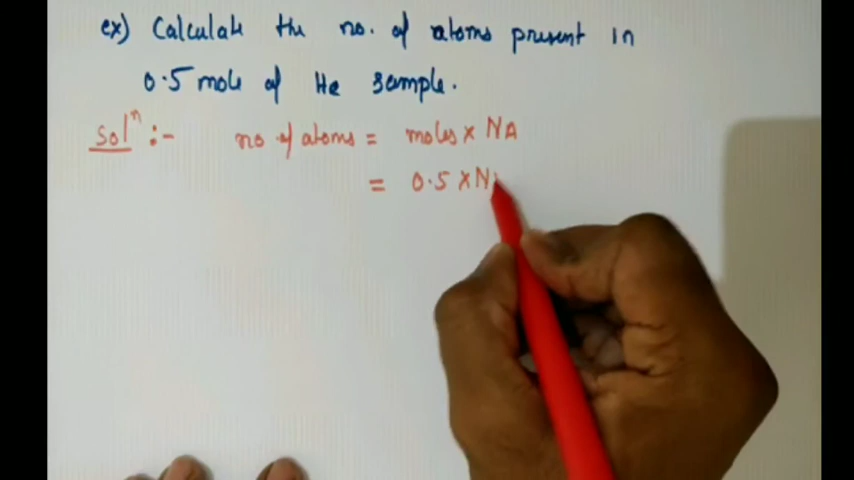 ex) Calculate the no. of atoms present in
0.5 mole of He sample.
Solⁿ :- no of atoms = moles × NA
= 0.5 × N